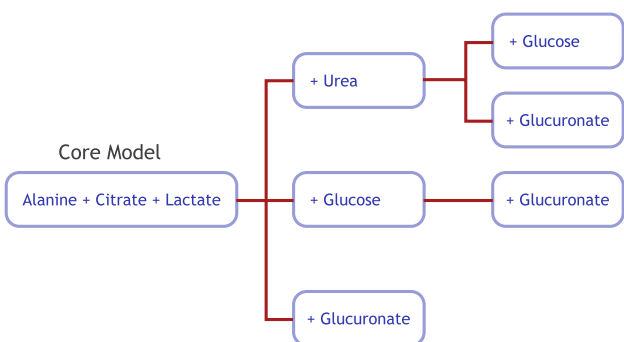 + Glucose
+ Urea
+ Glucuronate
Core Model
Alanine + Citrate + Lactate
+ Glucose
+ Glucuronate
+ Glucuronate